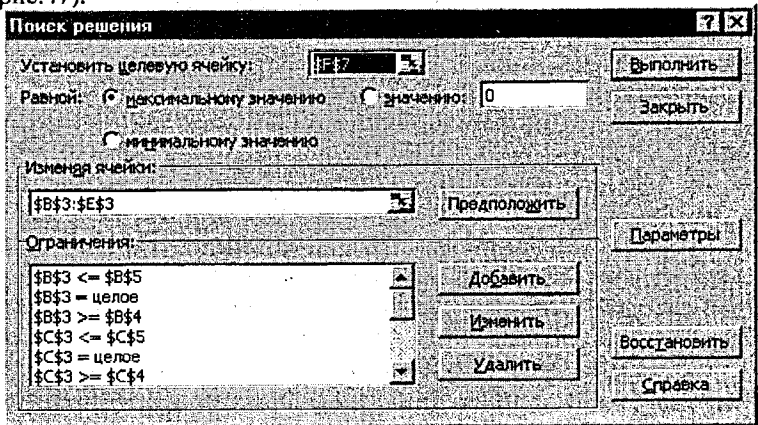 Поиск решения
Установить целевую ячейку: $F$7
Равной: максимальному значению значению: 0
минимальному значению
Изменяя ячейки:
$B$3:$E$3
Предположить
Ограничения:
$B$3 <= $B$5
$B$3 = целое
$B$3 >= $B$4
$C$3 <= $C$5
$C$3 = целое
$C$3 >= $C$4
Добавить
Изменить
Удалить
Выполнить
Закрыть
Параметры
Восстановить
Справка